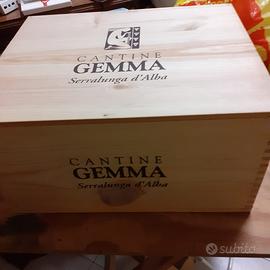 CANTINE
GEMMA
Serralunga d'Alba
CANTINE
GEMMA
Serralunga d'Alba
subito